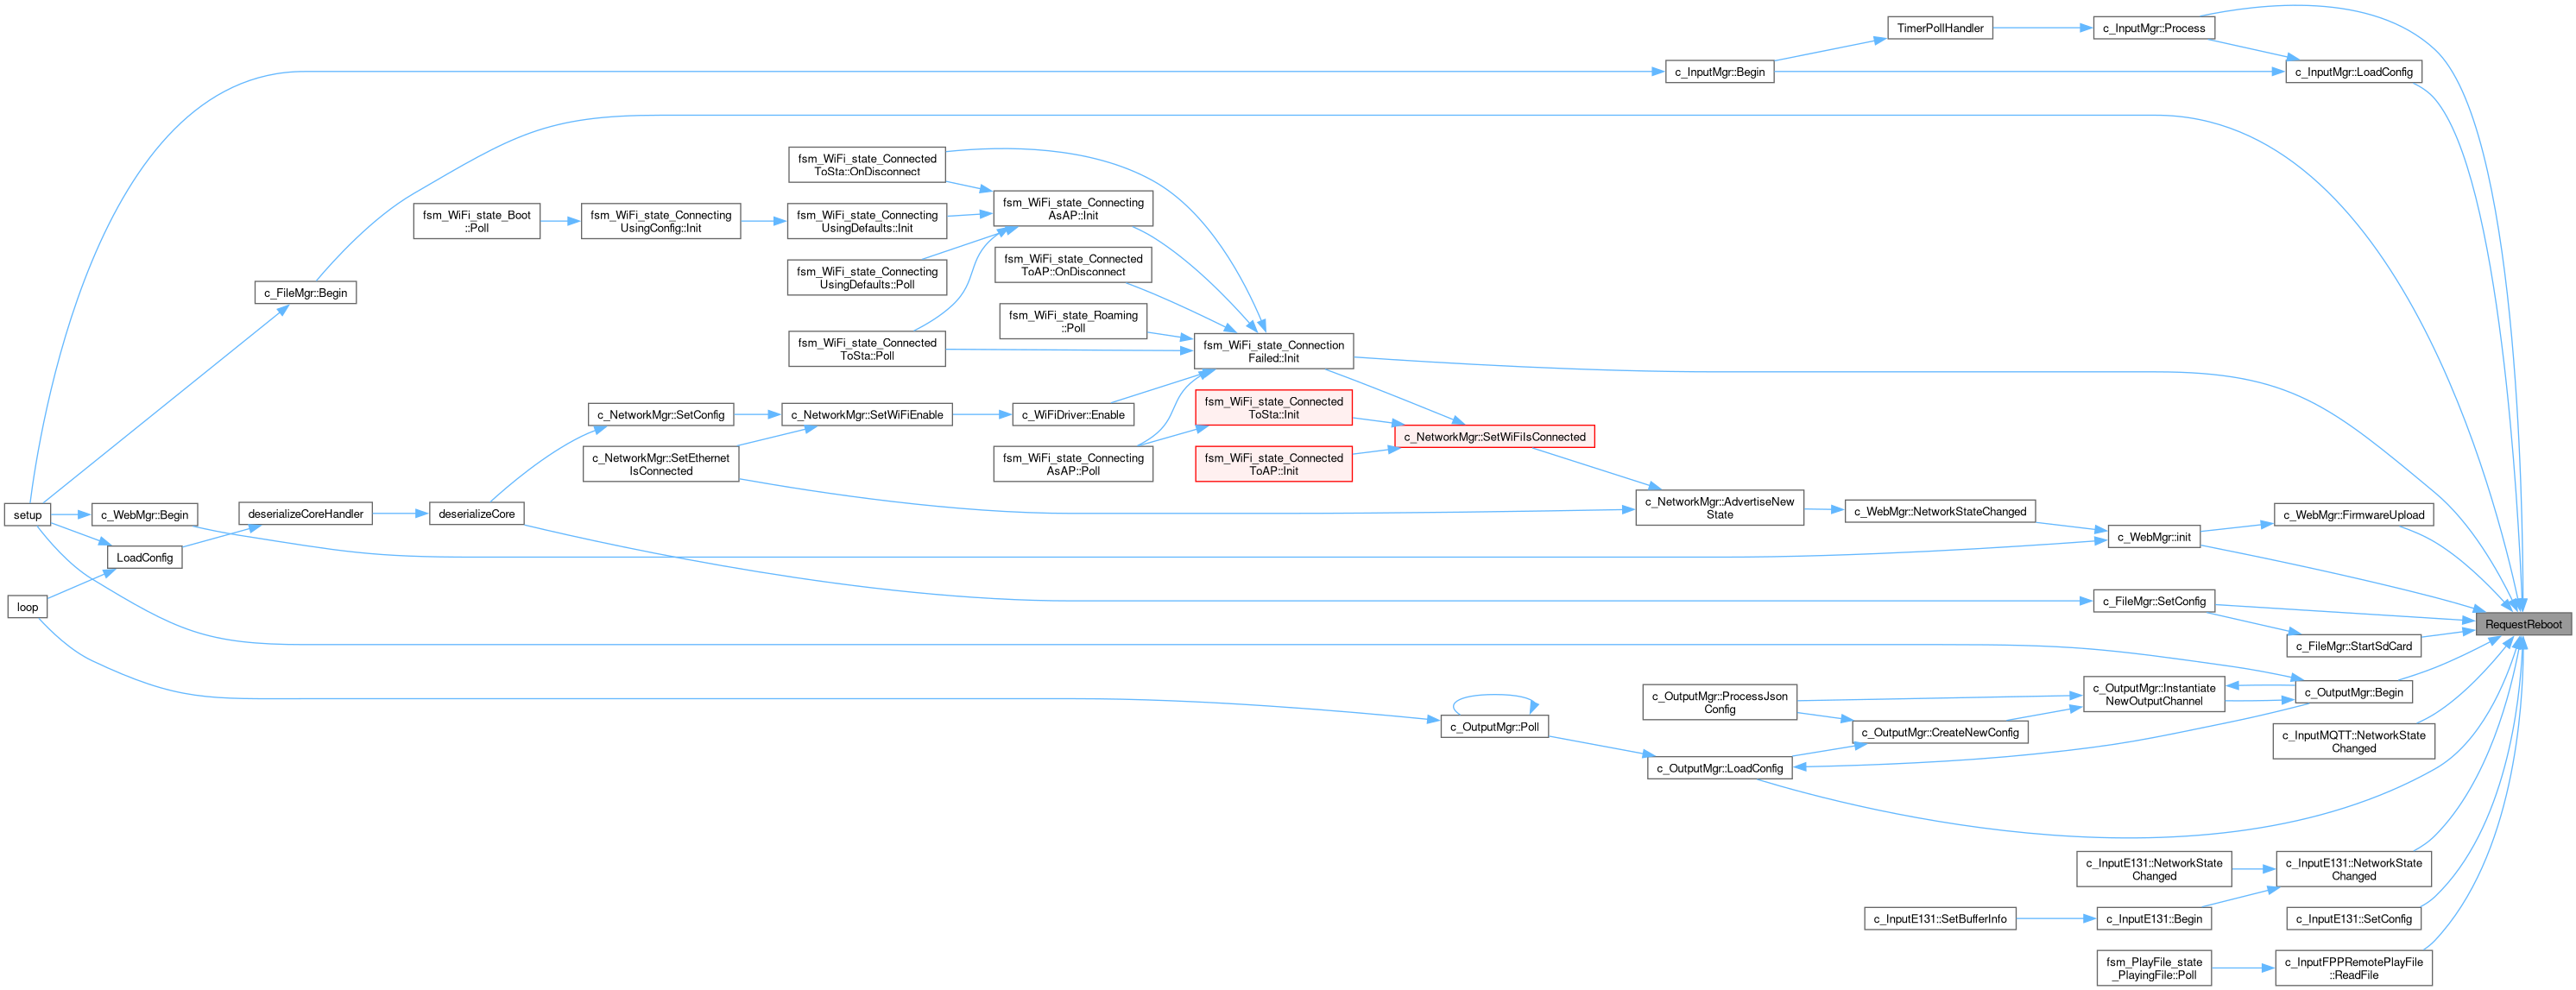 TimerPollHandler
c_InputMgr::Process
c_InputMgr::Begin
c_InputMgr::LoadConfig
fsm_WiFi_state_Connected
ToSta::OnDisconnect
fsm_WiFi_state_Connecting
AsAP::Init
fsm_WiFi_state_Boot
::Poll
fsm_WiFi_state_Connecting
UsingConfig::Init
fsm_WiFi_state_Connecting
UsingDefaults::Init
fsm_WiFi_state_Connected
ToAP::OnDisconnect
fsm_WiFi_state_Connecting
UsingDefaults::Poll
c_FileMgr::Begin
fsm_WiFi_state_Roaming
::Poll
fsm_WiFi_state_Connected
ToSta::Poll
fsm_WiFi_state_Connection
Failed::Init
fsm_WiFi_state_Connected
ToSta::Init
c_NetworkMgr::SetConfig
c_NetworkMgr::SetWiFiEnable
c_WiFiDriver::Enable
c_NetworkMgr::SetWiFiIsConnected
c_NetworkMgr::SetEthernet
IsConnected
fsm_WiFi_state_Connecting
AsAP::Poll
fsm_WiFi_state_Connected
ToAP::Init
setup
c_WebMgr::Begin
deserializeCoreHandler
deserializeCore
c_NetworkMgr::AdvertiseNew
State
c_WebMgr::NetworkStateChanged
c_WebMgr::FirmwareUpload
c_WebMgr::init
LoadConfig
loop
c_FileMgr::SetConfig
RequestReboot
c_FileMgr::StartSdCard
c_OutputMgr::ProcessJson
Config
c_OutputMgr::Instantiate
NewOutputChannel
c_OutputMgr::Begin
c_OutputMgr::Poll
c_OutputMgr::CreateNewConfig
c_InputMQTT::NetworkState
Changed
c_OutputMgr::LoadConfig
c_InputE131::NetworkState
Changed
c_InputE131::NetworkState
Changed
c_InputE131::SetBufferInfo
c_InputE131::Begin
c_InputE131::SetConfig
fsm_PlayFile_state
_PlayingFile::Poll
c_InputFPPRemotePlayFile
::ReadFile